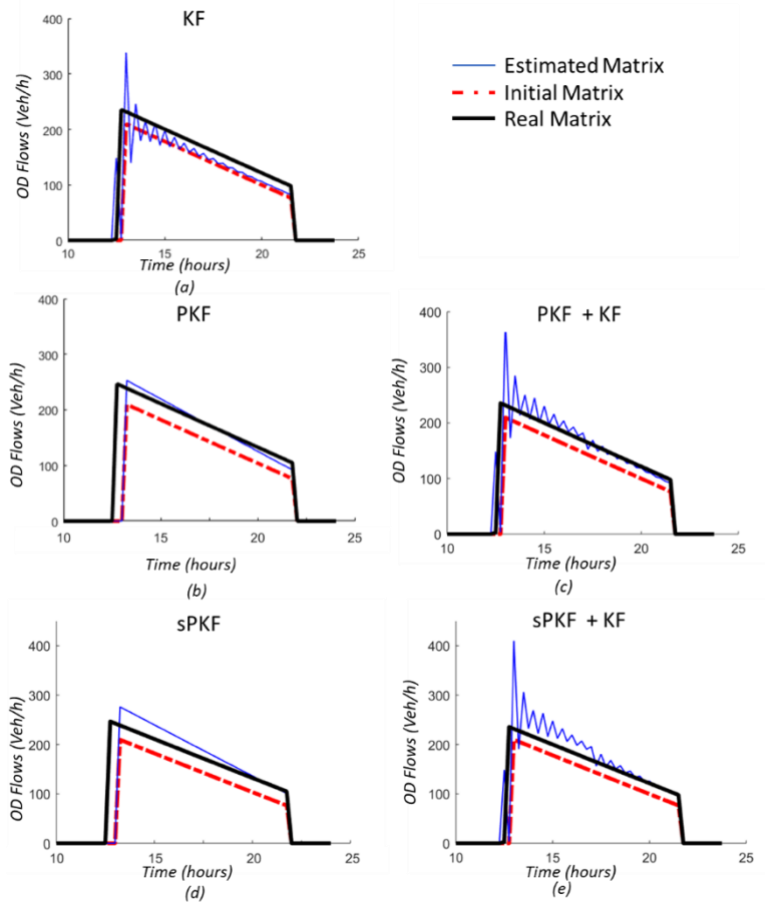 KF
400
300
200
100
0
10
15
21
25
OD Flows (Veh/h)
Time (hours)
(a)
Estimated Matrix
Initial Matrix
Real Matrix
PKF
400
300
200
100
0
10
15
20
25
OD Flows (Veh/h)
Time (hours)
(b)
PKF + KF
400
300
200
100
0
10
15
21
25
OD Flows (Veh/h)
Time (hours)
(c)
sPKF
400
300
200
100
0
10
15
22
25
OD Flows (Veh/h)
Time (hours)
(d)
sPKF + KF
400
300
200
100
0
10
15
21
25
OD Flows (Veh/h)
Time (hours)
(e)